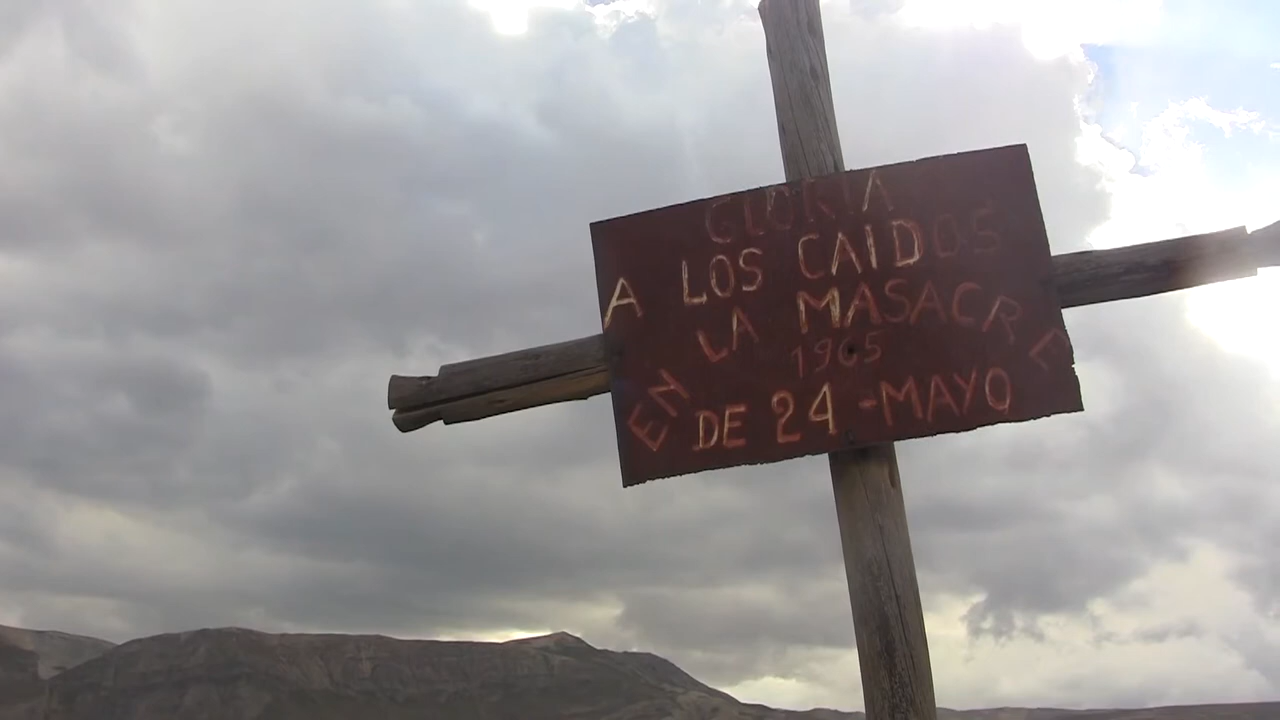 GLORIA
A LOS CAIDOS
EN LA MASACRE
1965
DE 24-MAYO